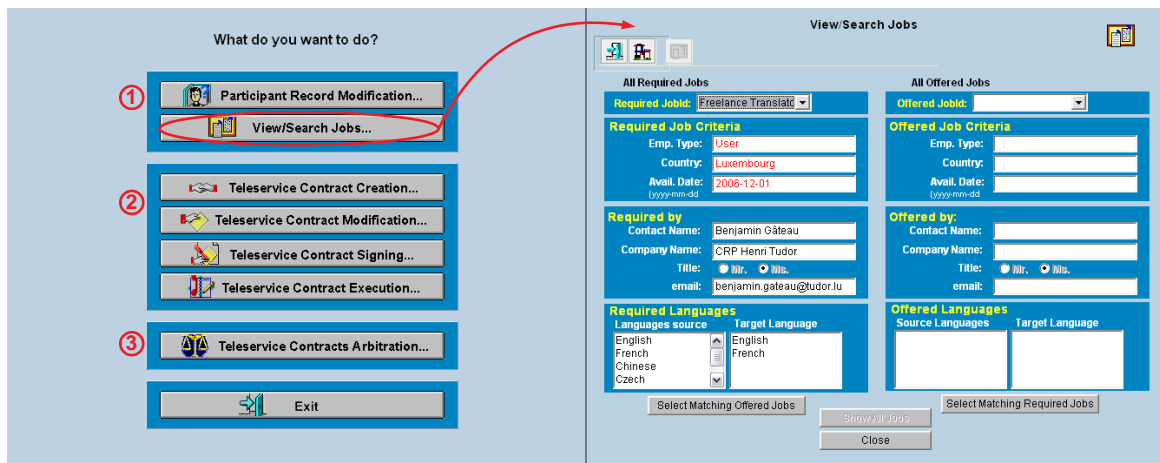 What do you want to do?
1
Participant Record Modification...
View/Search Jobs...
2
Teleservice Contract Creation...
Teleservice Contract Modification...
Teleservice Contract Signing...
Teleservice Contract Execution...
3
Teleservice Contracts Arbitration...
Exit
View/Search Jobs
All Required Jobs
Required JobId: Freelance Translatc
Required Job Criteria
Emp. Type: User
Country: Luxembourg
Avail. Date: 2006-12-01
(yyyy-mm-dd
Required by
Contact Name: Benjamin Gâteau
Company Name: CRP Henri Tudor
Title: Mr. Ms.
email: benjamin.gateau@tudor.lu
Required Languages
Languages source Target Language
English English
French French
Chinese
Czech
Select Matching Offered Jobs
All Offered Jobs
Offered JobId:
Offered Job Criteria
Emp. Type:
Country:
Avail. Date:
(yyyy-mm-dd
Offered by:
Contact Name:
Company Name:
Title: Mr. Ms.
email:
Offered Languages
Source Languages Target Language
Select Matching Required Jobs
Show All Jobs
Close